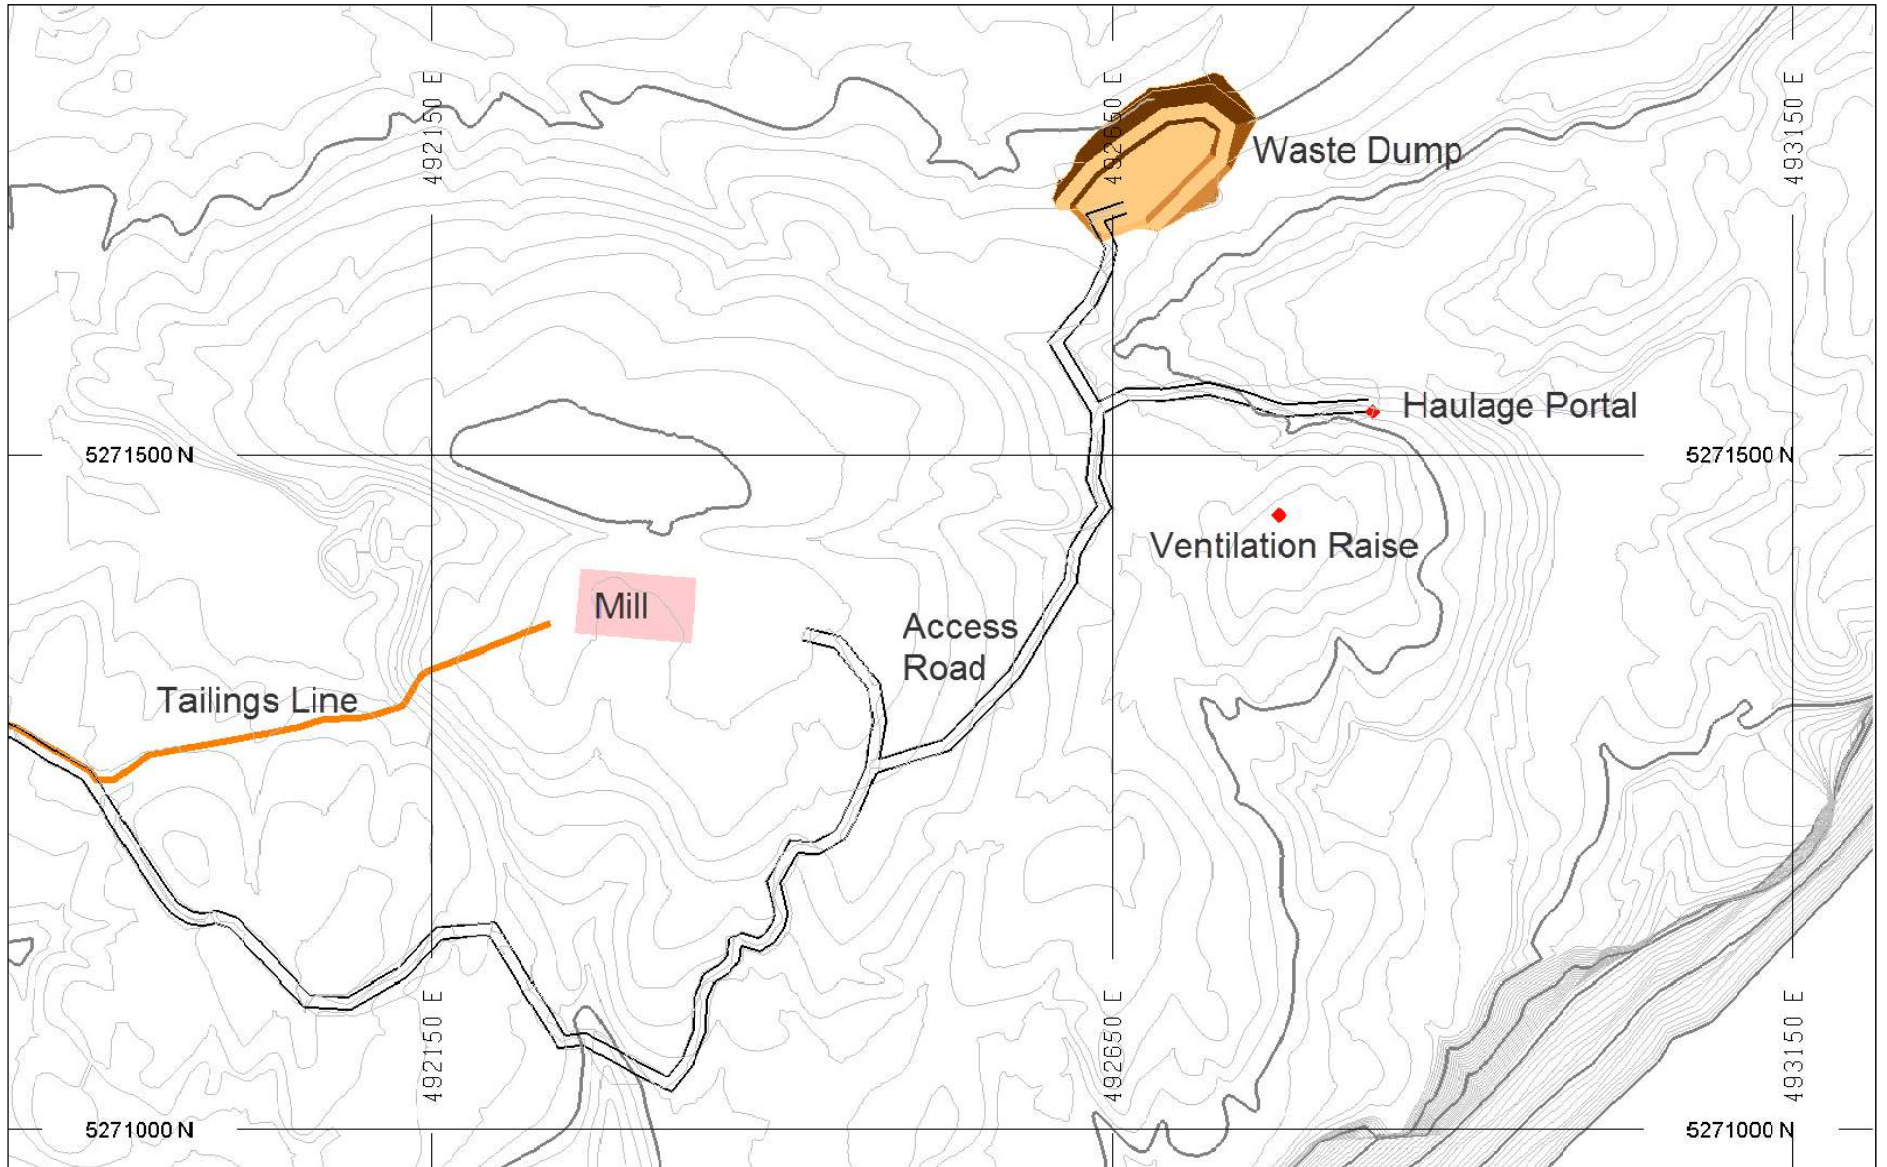 492150 E
492650 E
493150 E
Waste Dump
Haulage Portal
5271500 N
5271500 N
Ventilation Raise
Mill
Access
Road
Tailings Line
492150 E
492650 E
493150 E
5271000 N
5271000 N